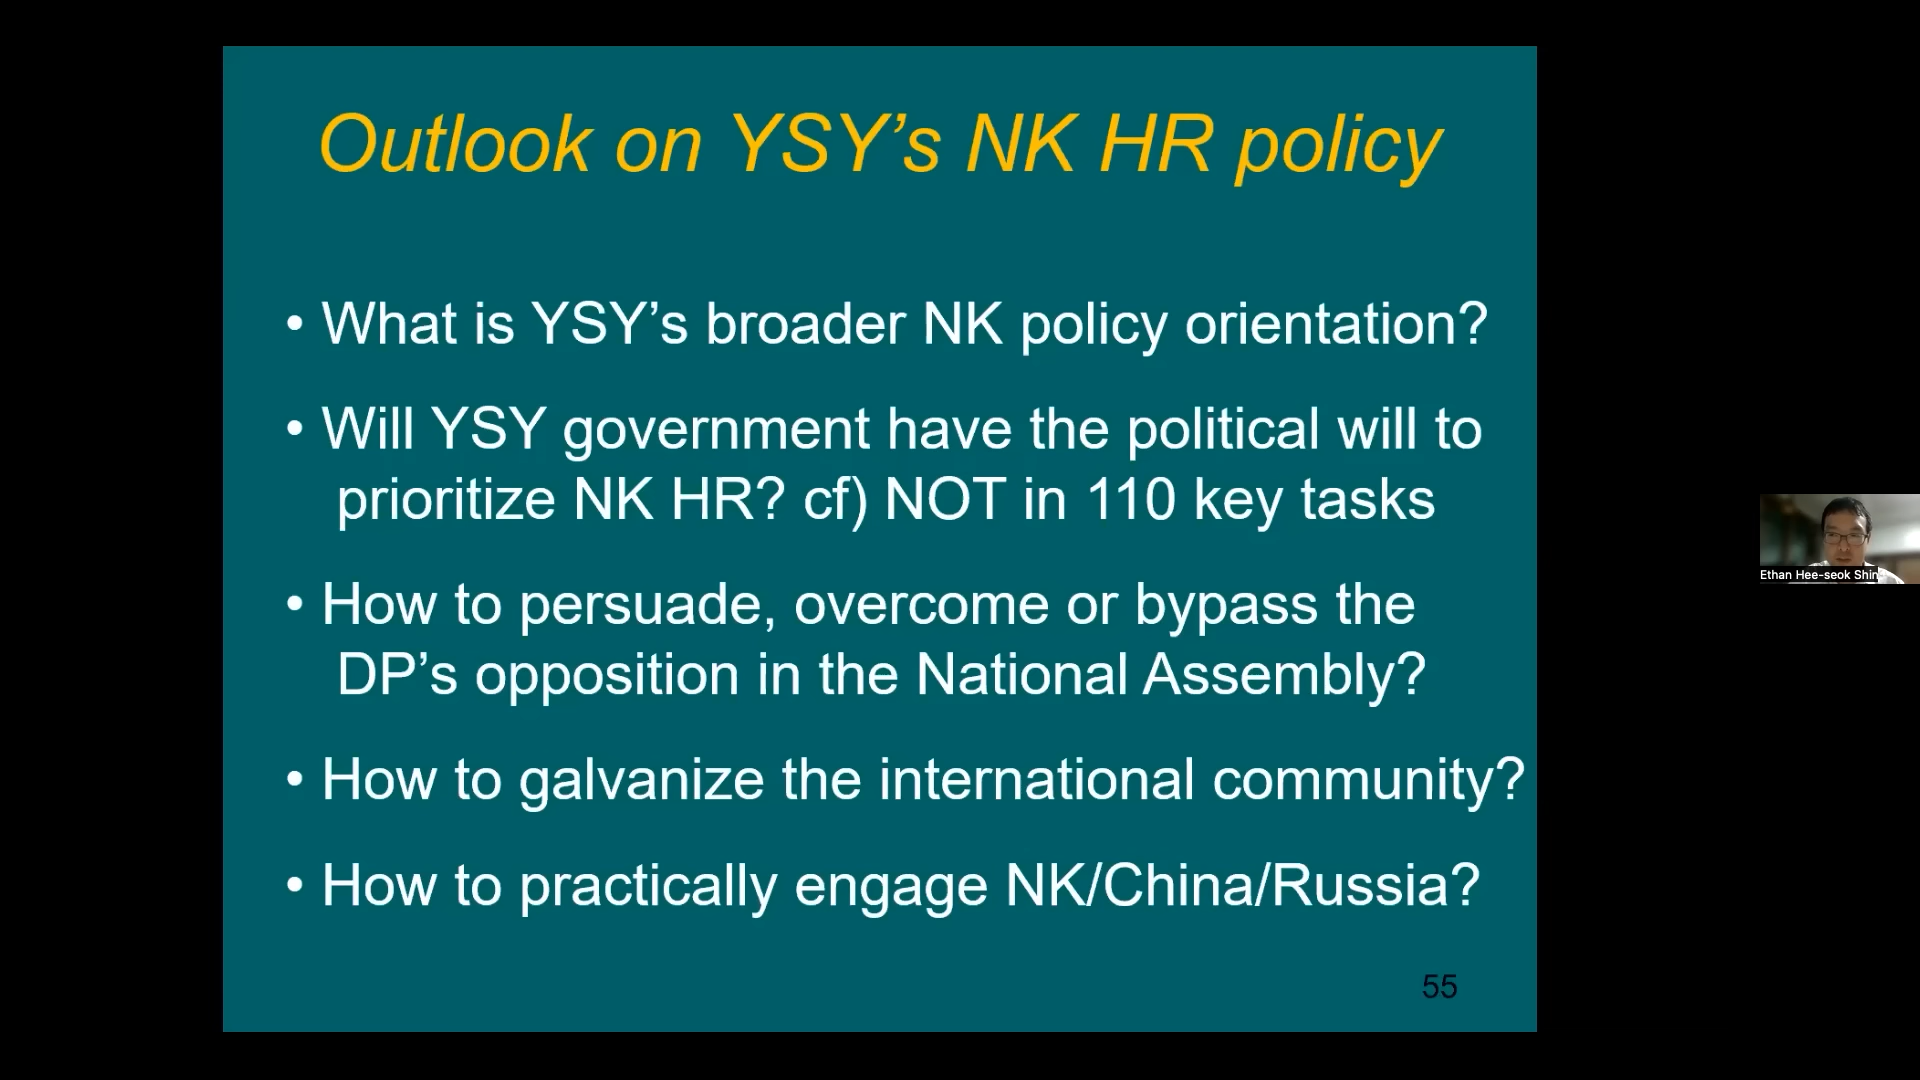 Outlook on YSY’s NK HR policy
• What is YSY’s broader NK policy orientation?
• Will YSY government have the political will to
prioritize NK HR? cf) NOT in 110 key tasks
• How to persuade, overcome or bypass the
DP’s opposition in the National Assembly?
• How to galvanize the international community?
• How to practically engage NK/China/Russia?
55
Ethan Hee-seok Shin